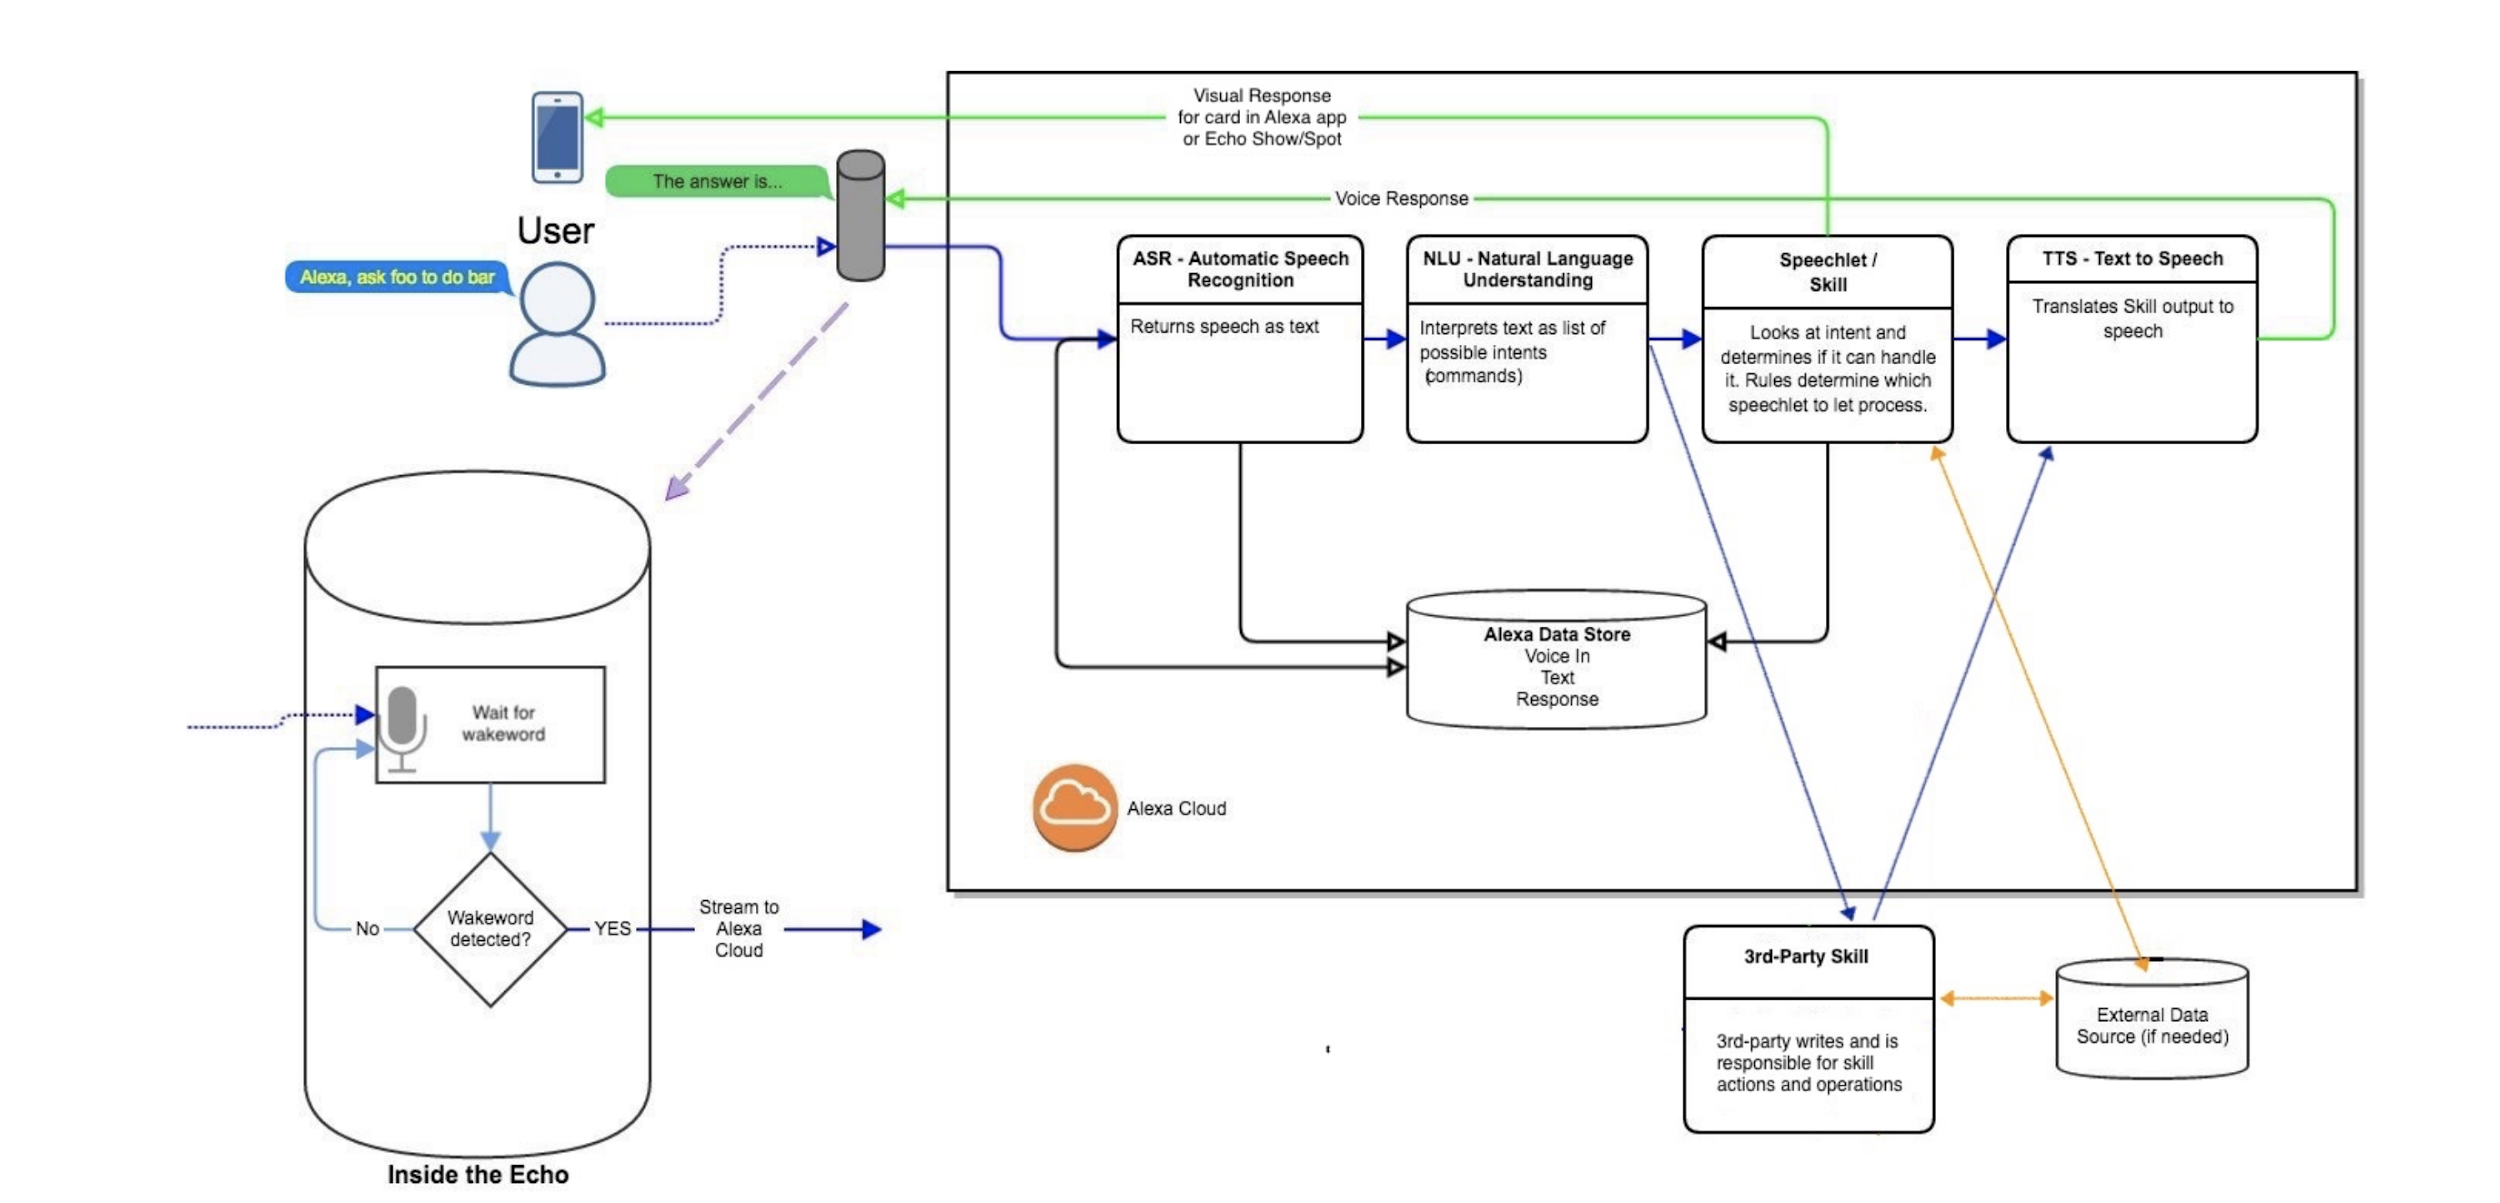 Visual Response
for card in Alexa app
or Echo Show/Spot
The answer is...
Voice Response
User
Alexa, ask foo to do bar
ASR - Automatic Speech
Recognition
Returns speech as text
NLU - Natural Language
Understanding
Interprets text as list of
possible intents
(commands)
Speechlet /
Skill
Looks at intent and
determines if it can handle
it. Rules determine which
speechlet to let process.
TTS - Text to Speech
Translates Skill output to
speech
Alexa Data Store
Voice In
Text
Response
Alexa Cloud
Wait for
wakeword
Wakeword
detected?
No
YES
Stream to
Alexa
Cloud
Inside the Echo
3rd-Party Skill
3rd-party writes and is
responsible for skill
actions and operations
External Data
Source (if needed)